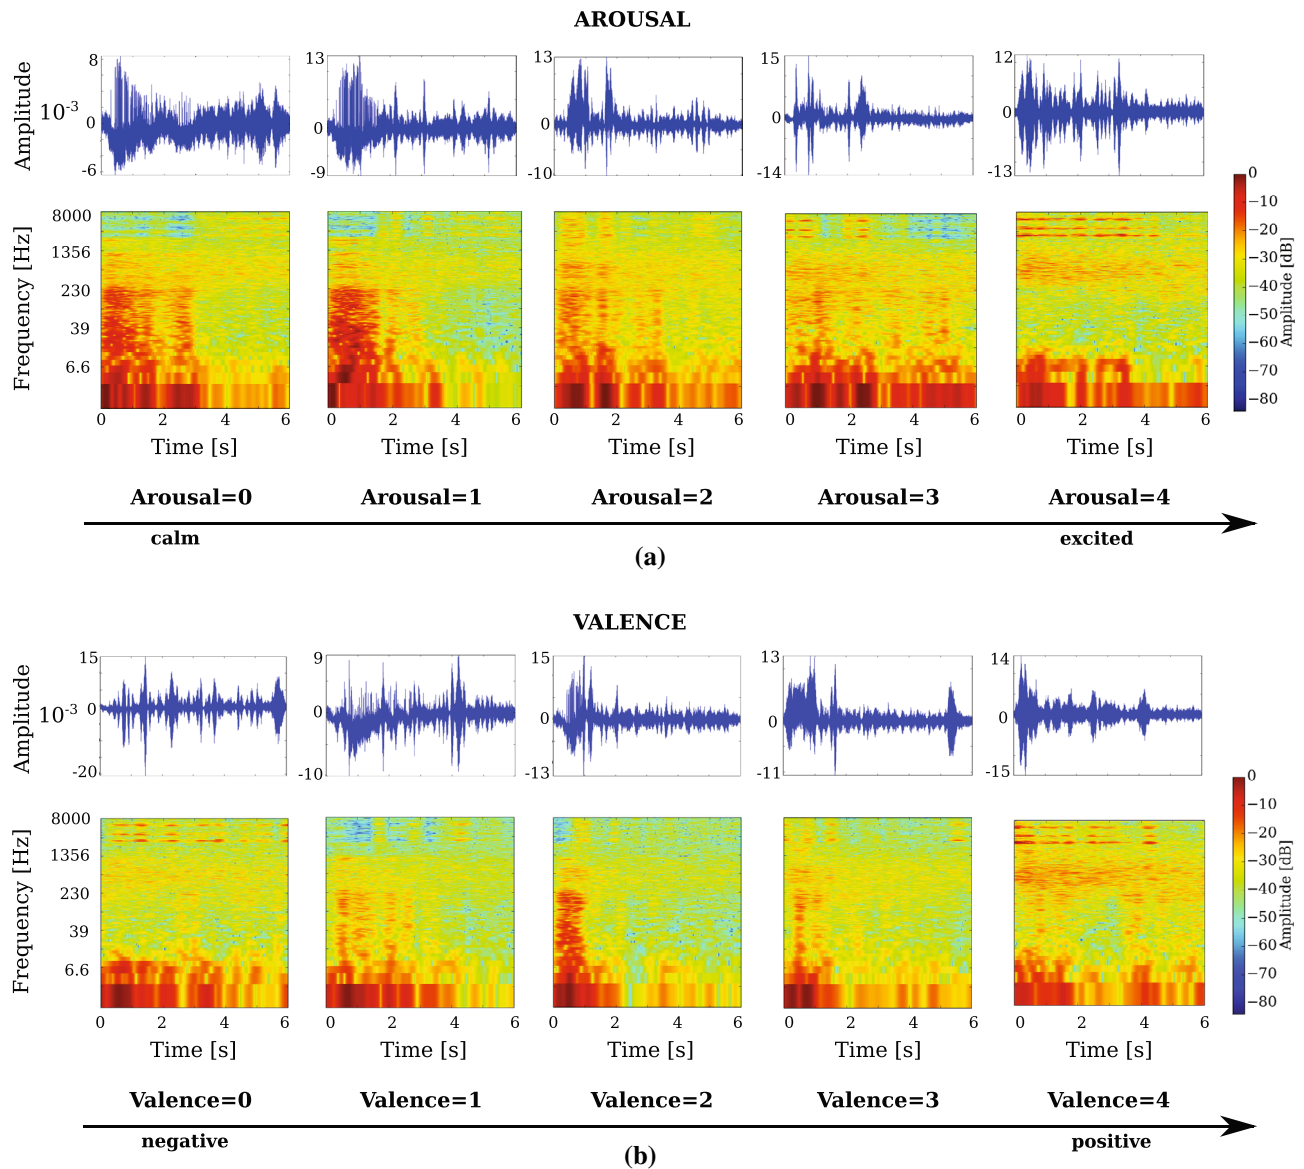 AROUSAL
Amplitude
10-3
8
0
-6
13
0
-9
13
0
-10
15
0
-14
12
0
-13
Frequency [Hz]
8000
1356
230
39
6.6
0 2 4 6
0 2 4 6
0 2 4 6
0 2 4 6
0 2 4 6
Time [s] Time [s] Time [s] Time [s] Time [s]
0
−10
−20
−30
−40
−50
−60
−70
−80
Amplitude [dB]
Arousal=0 Arousal=1 Arousal=2 Arousal=3 Arousal=4
calm excited
(a)
VALENCE
Amplitude
10-3
15
0
-20
9
0
-10
15
0
-13
13
0
-11
14
0
-15
Frequency [Hz]
8000
1356
230
39
6.6
0 2 4 6
0 2 4 6
0 2 4 6
0 2 4 6
0 2 4 6
Time [s] Time [s] Time [s] Time [s] Time [s]
0
−10
−20
−30
−40
−50
−60
−70
−80
Amplitude [dB]
Valence=0 Valence=1 Valence=2 Valence=3 Valence=4
negative positive
(b)